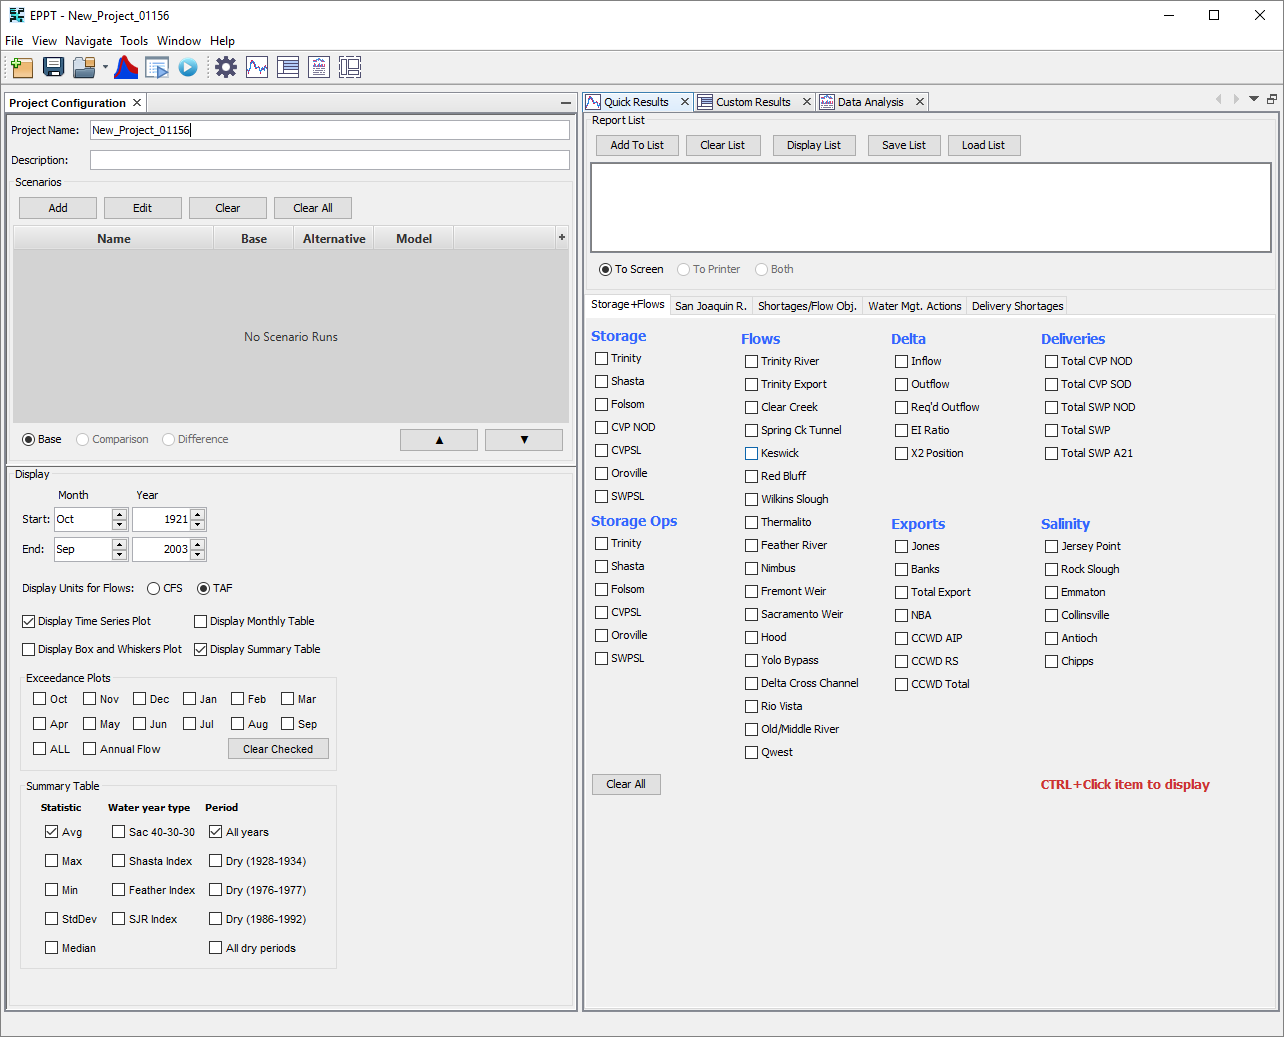 EPPT - New_Project_01156
File View Navigate Tools Window Help
Project Configuration
Project Name: New_Project_01156
Description:
Scenarios
Add Edit Clear Clear All
Name Base Alternative Model
No Scenario Runs
Base Comparison Difference
Display
Month Year
Start: Oct 1921
End: Sep 2003
Display Units for Flows: CFS TAF
Display Time Series Plot Display Monthly Table
Display Box and Whiskers Plot Display Summary Table
Exceedance Plots
Oct Nov Dec Jan Feb Mar
Apr May Jun Jul Aug Sep
ALL Annual Flow Clear Checked
Summary Table
Statistic Water year type Period
Avg Sac 40-30-30 All years
Max Shasta Index Dry (1928-1934)
Min Feather Index Dry (1976-1977)
StdDev SJR Index Dry (1986-1992)
Median All dry periods
Quick Results Custom Results Data Analysis
Report List
Add To List Clear List Display List Save List Load List
To Screen To Printer Both
Storage+Flows San Joaquin R. Shortages/Flow Obj. Water Mgt. Actions Delivery Shortages
Storage
Trinity
Shasta
Folsom
CVP NOD
CVPSL
Oroville
SWPSL
Storage Ops
Trinity
Shasta
Folsom
CVPSL
Oroville
SWPSL
Flows
Trinity River
Trinity Export
Clear Creek
Spring Ck Tunnel
Keswick
Red Bluff
Wilkins Slough
Thermalito
Feather River
Nimbus
Fremont Weir
Sacramento Weir
Hood
Yolo Bypass
Delta Cross Channel
Rio Vista
Old/Middle River
Qwest
Delta
Inflow
Outflow
Req'd Outflow
EI Ratio
X2 Position
Exports
Jones
Banks
Total Export
NBA
CCWD AIP
CCWD RS
CCWD Total
Deliveries
Total CVP NOD
Total CVP SOD
Total SWP NOD
Total SWP
Total SWP A21
Salinity
Jersey Point
Rock Slough
Emmaton
Collinsville
Antioch
Chipps
Clear All
CTRL+Click item to display